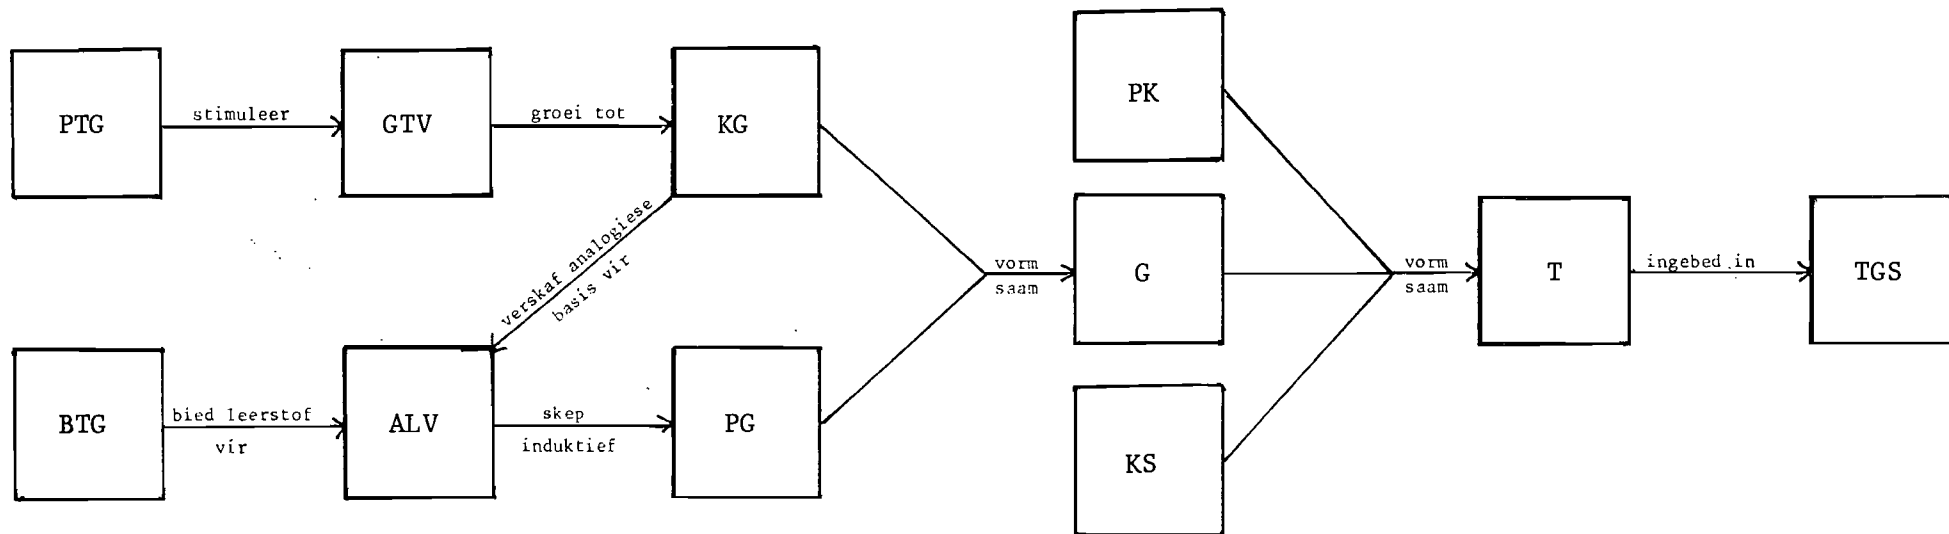 PTG
stimuleer
GTV
groei tot
KG
verskaf analogiese
basis vir
BTG
bied leerstof
vir
ALV
skep
induktief
PG
vorm
saam
PK
G
KS
vorm
saam
T
ingebed in
TGS